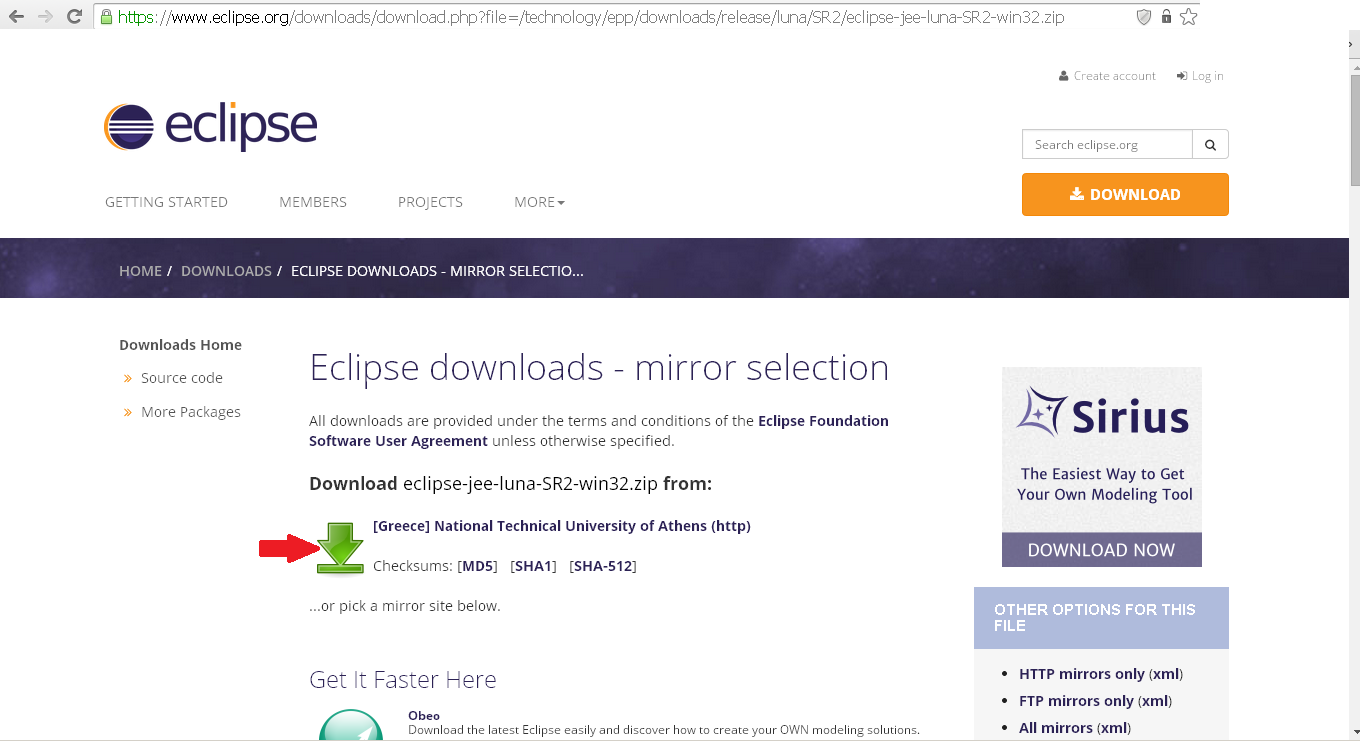 https://www.eclipse.org/downloads/download.php?file=/technology/epp/downloads/release/luna/SR2/eclipse-jee-luna-SR2-win32.zip
Create account Log in
eclipse
Search eclipse.org
DOWNLOAD
GETTING STARTED MEMBERS PROJECTS MORE
HOME / DOWNLOADS / ECLIPSE DOWNLOADS - MIRROR SELECTIO...
Downloads Home
Source code
More Packages
Eclipse downloads - mirror selection
All downloads are provided under the terms and conditions of the Eclipse Foundation
Software User Agreement unless otherwise specified.
Download eclipse-jee-luna-SR2-win32.zip from:
[Greece] National Technical University of Athens (http)
Checksums: [MD5] [SHA1] [SHA-512]
...or pick a mirror site below.
Get It Faster Here
Obeo
Download the latest Eclipse easily and discover how to create your OWN modeling solutions.
Sirius
The Easiest Way to Get
Your Own Modeling Tool
DOWNLOAD NOW
OTHER OPTIONS FOR THIS
FILE
HTTP mirrors only (xml)
FTP mirrors only (xml)
All mirrors (xml)